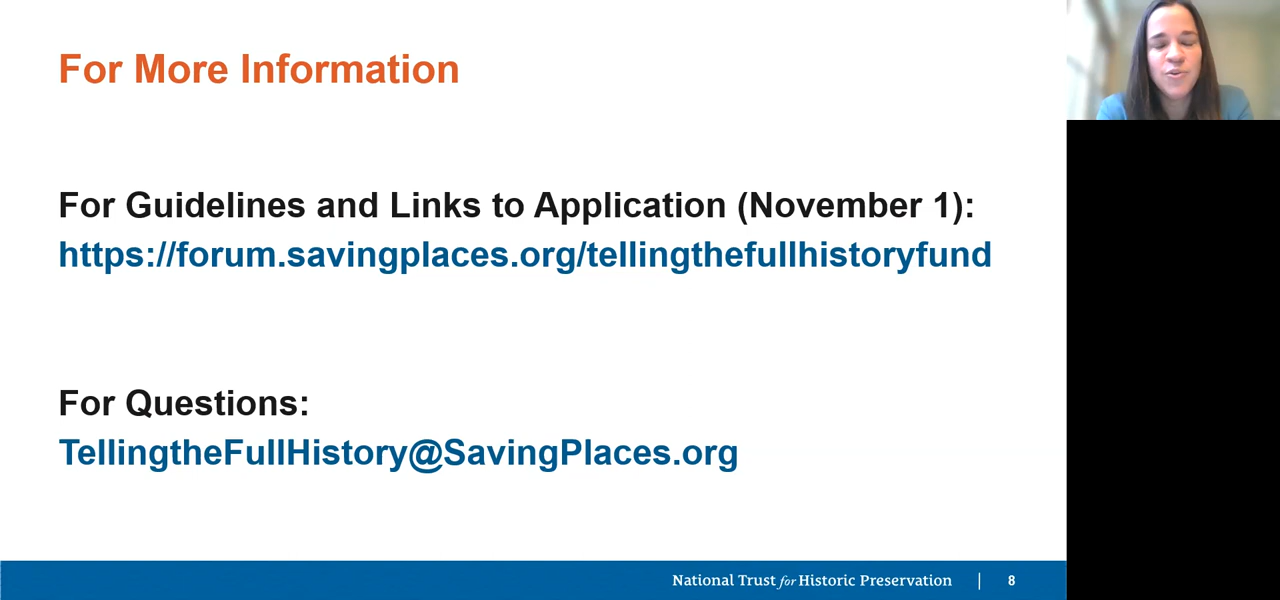 For More Information
For Guidelines and Links to Application (November 1):
https://forum.savingplaces.org/tellingthefullhistoryfund
For Questions:
TellingtheFullHistory@SavingPlaces.org
National Trust for Historic Preservation | 8